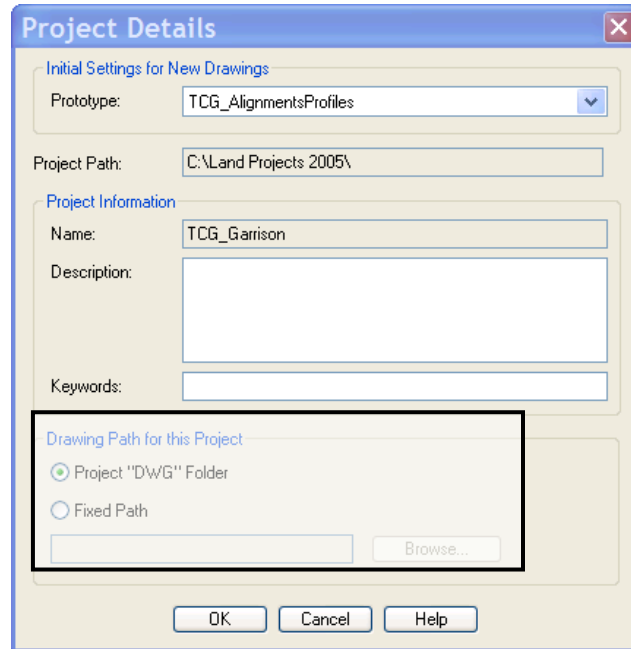 Project Details
Initial Settings for New Drawings
Prototype: TCG_AlignmentsProfiles
Project Path: C:\Land Projects 2005\
Project Information
Name: TCG_Garrison
Description:
Keywords:
Drawing Path for this Project
Project "DWG" Folder
Fixed Path
Browse...
OK Cancel Help